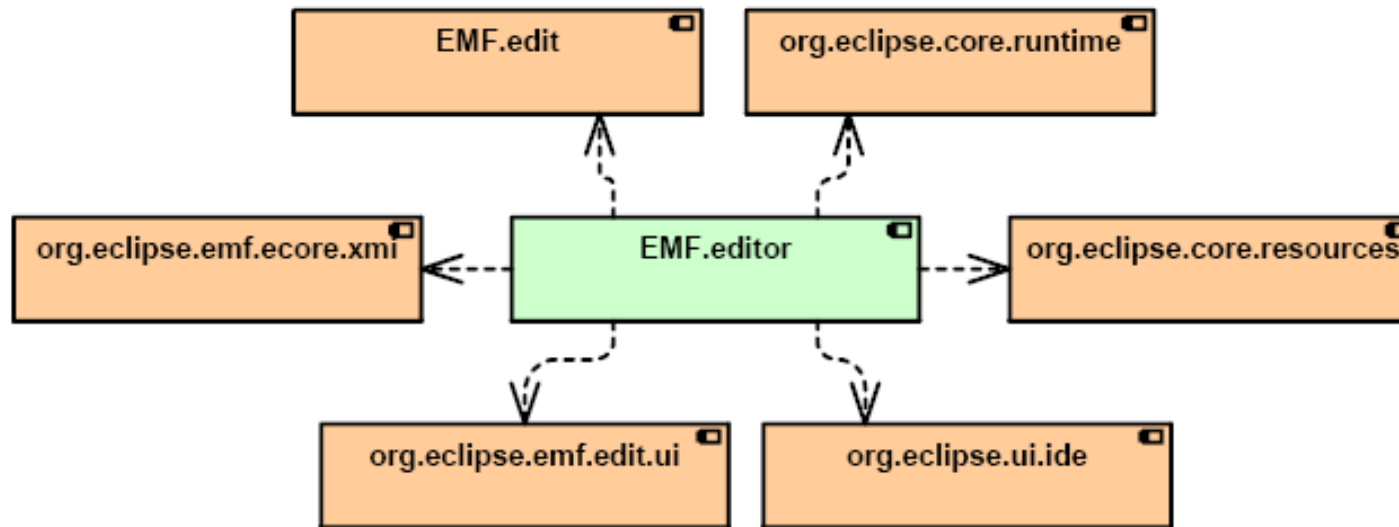 EMF.edit
org.eclipse.core.runtime
org.eclipse.emf.ecore.xmi
EMF.editor
org.eclipse.core.resources
org.eclipse.emf.edit.ui
org.eclipse.ui.ide